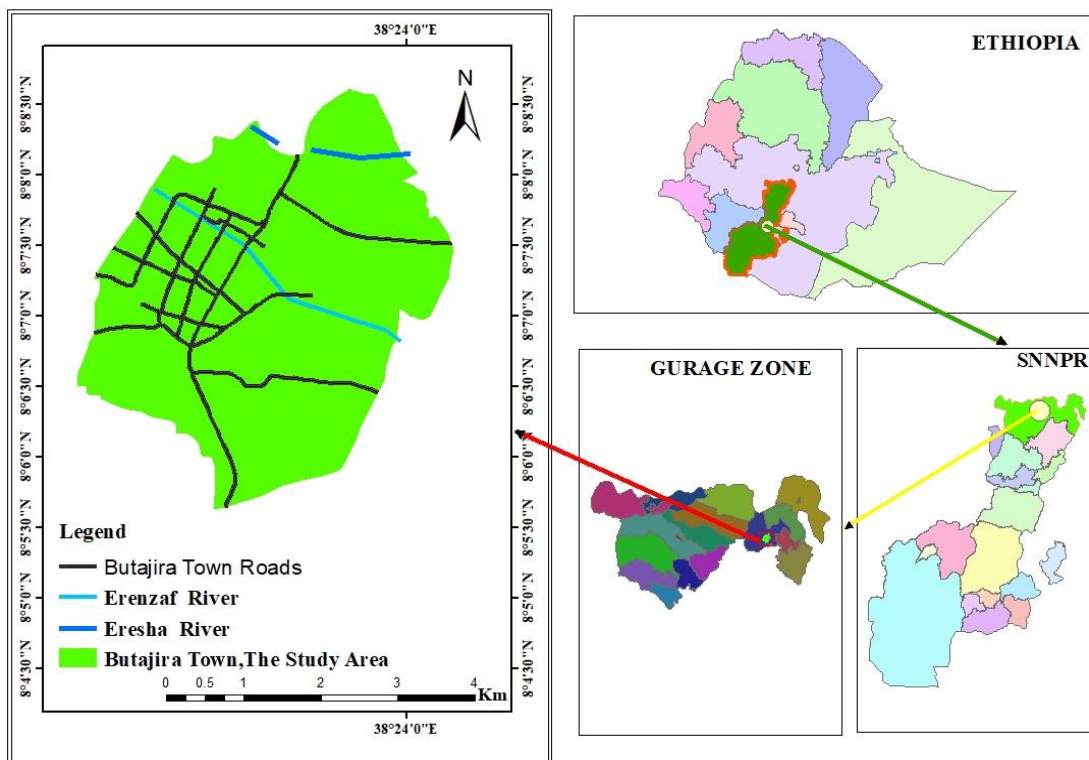 38°24'0"E
N
8°8'30"N
8°8'0"N
8°7'30"N
8°7'0"N
8°6'30"N
8°6'0"N
8°5'30"N
8°5'0"N
8°4'30"N
Legend
Butajira Town Roads
Erenzaf River
Eresha River
Butajira Town,The Study Area
0 0.5 1 2 3 4
Km
8°8'30"N
8°8'0"N
8°7'30"N
8°7'0"N
8°6'30"N
8°6'0"N
8°5'30"N
8°5'0"N
8°4'30"N
38°24'0"E
ETHIOPIA
GURAGE ZONE
SNNPR